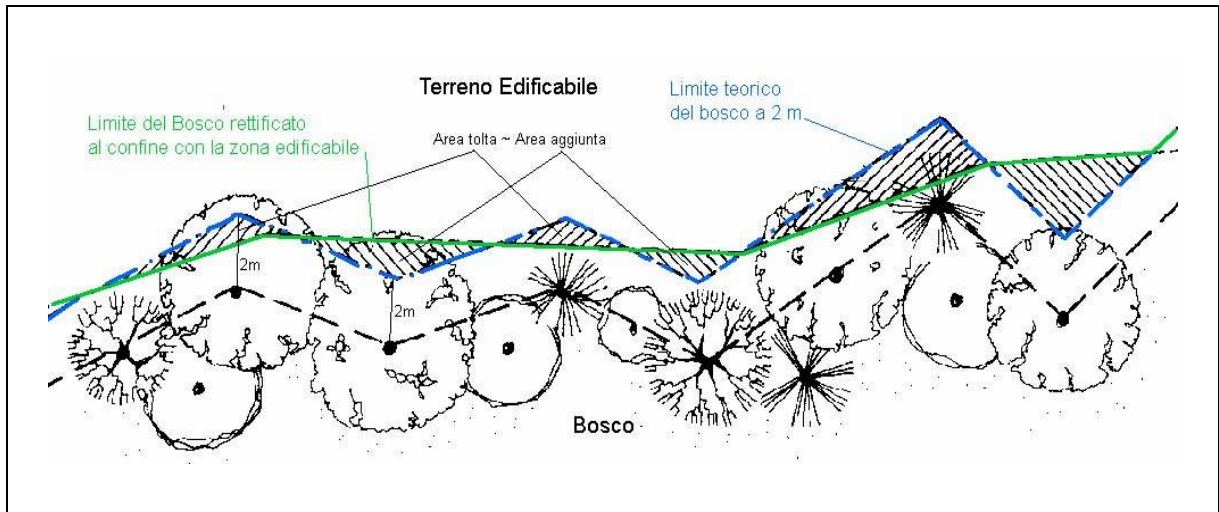 Terreno Edificabile
Limite teorico
del bosco a 2 m
Limite del Bosco rettificato
al confine con la zona edificabile
Area tolta ~ Area aggiunta
2m
2m
Bosco